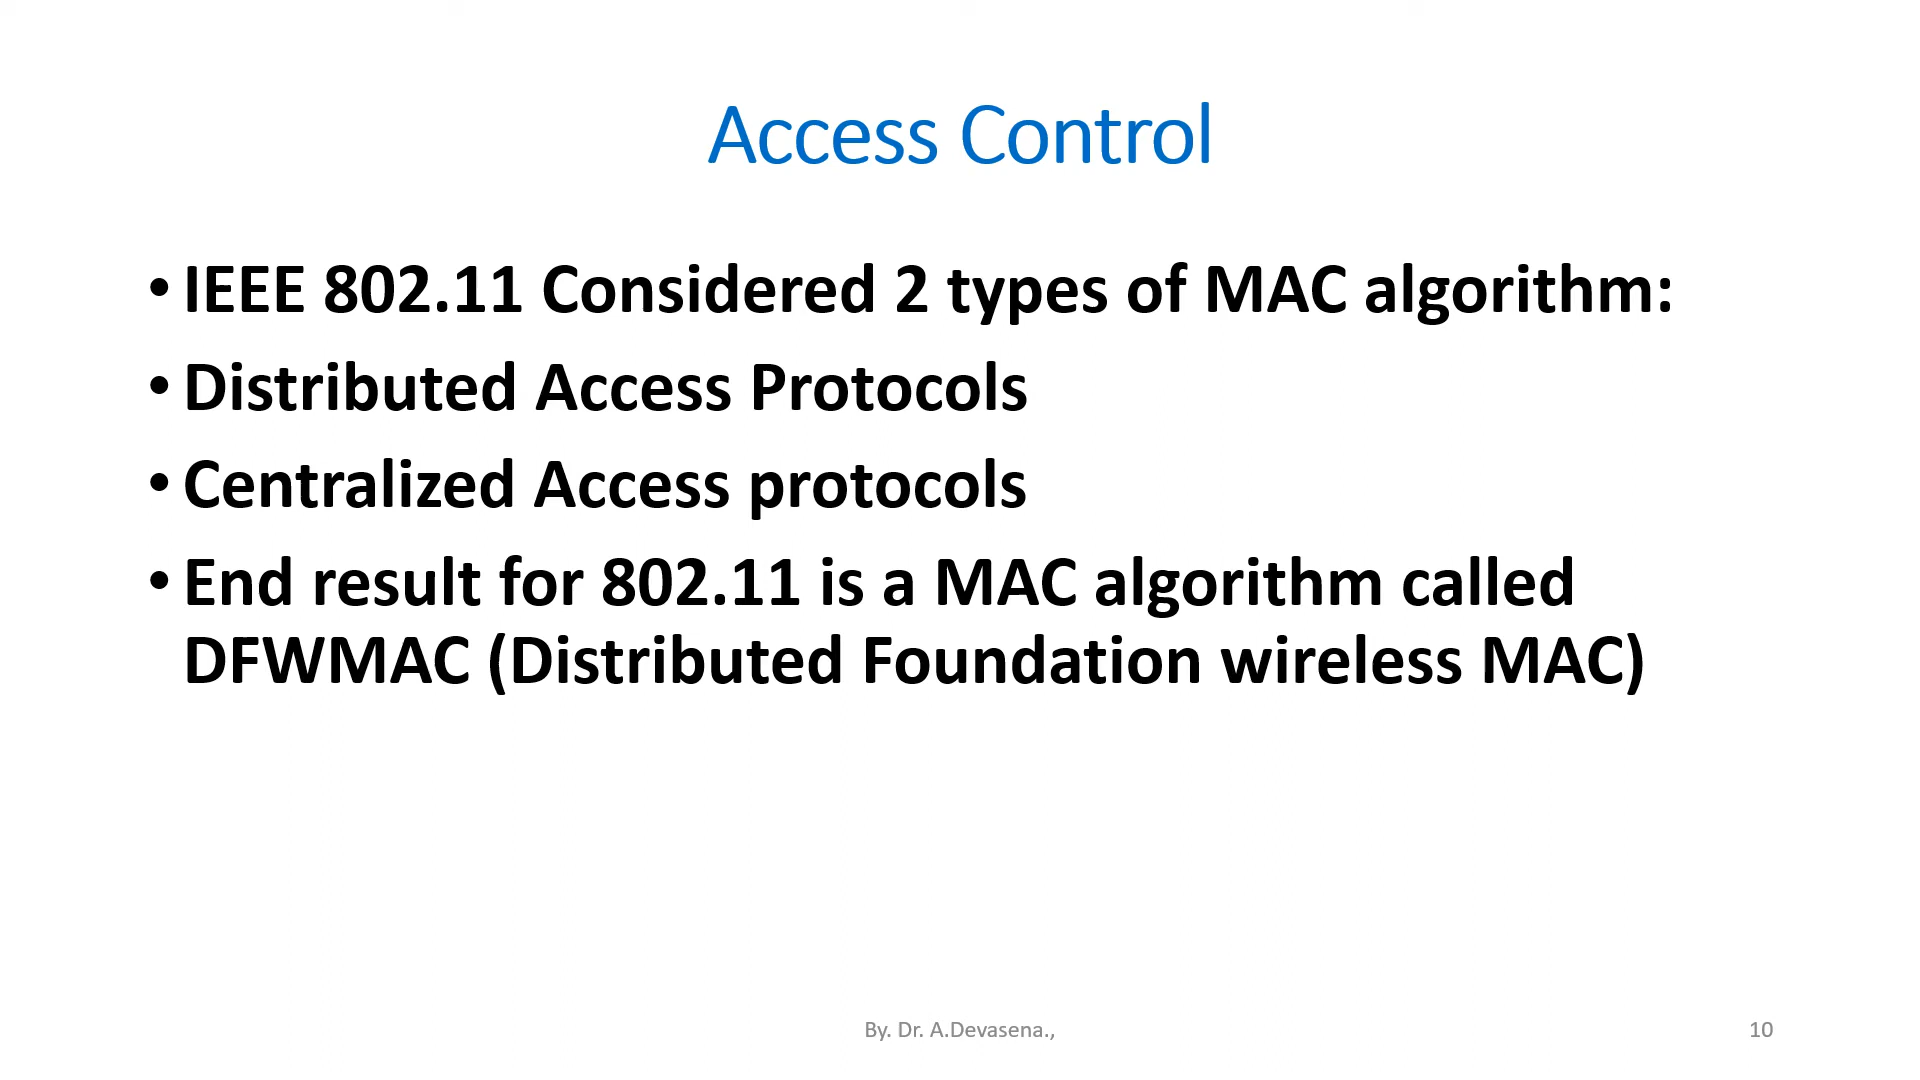 Access Control
• IEEE 802.11 Considered 2 types of MAC algorithm:
• Distributed Access Protocols
• Centralized Access protocols
• End result for 802.11 is a MAC algorithm called
DFWMAC (Distributed Foundation wireless MAC)
By. Dr. A.Devasena.,
10